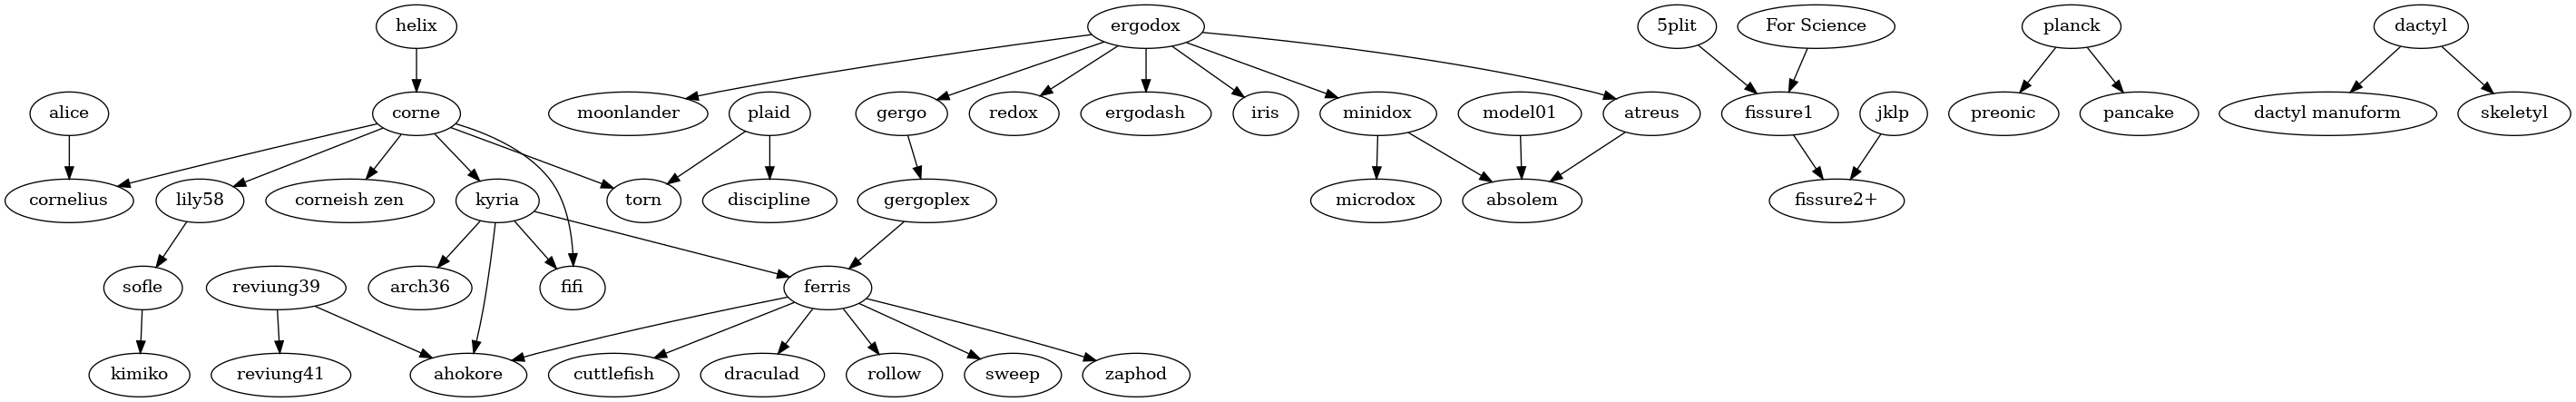 helix
ergodox
5plit
For Science
planck
dactyl
alice
corne
moonlander
plaid
gergo
redox
ergodash
iris
minidox
model01
atreus
fissure1
jklp
preonic
pancake
dactyl manuform
skeletyl
cornelius
lily58
corneish zen
kyria
torn
discipline
gergoplex
microdox
absolem
fissure2+
sofle
reviung39
arch36
fifi
ferris
kimiko
reviung41
ahokore
cuttlefish
draculad
rollow
sweep
zaphod